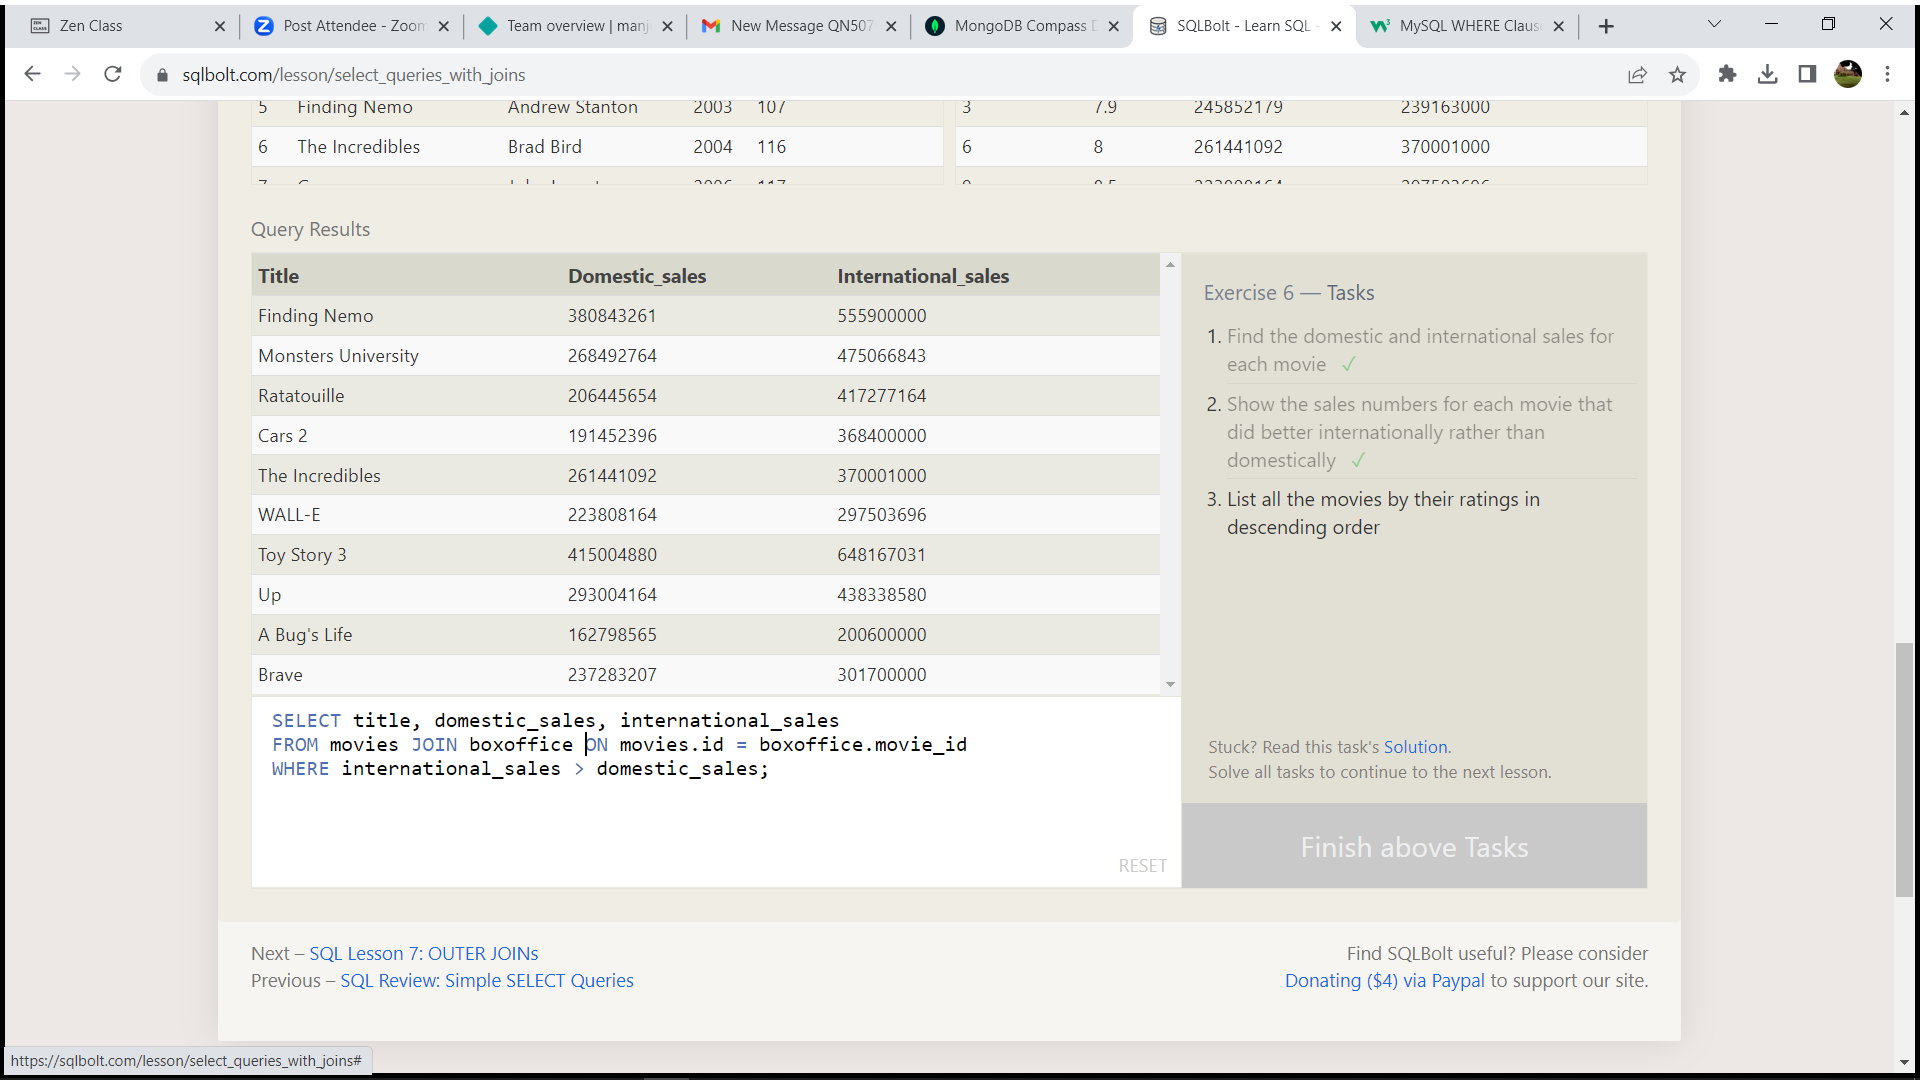 Zen Class
Post Attendee - Zoom
Team overview | manj
New Message QN507
MongoDB Compass D
SQLBolt - Learn SQL -
MySQL WHERE Claus
sqlbolt.com/lesson/select_queries_with_joins
5 Finding Nemo Andrew Stanton 2003 107
3 7.9 245852179 239163000
6 The Incredibles Brad Bird 2004 116
6 8 261441092 370001000
Query Results
Title Domestic_sales International_sales
Finding Nemo 380843261 555900000
Monsters University 268492764 475066843
Ratatouille 206445654 417277164
Cars 2 191452396 368400000
The Incredibles 261441092 370001000
WALL-E 223808164 297503696
Toy Story 3 415004880 648167031
Up 293004164 438338580
A Bug's Life 162798565 200600000
Brave 237283207 301700000
SELECT title, domestic_sales, international_sales
FROM movies JOIN boxoffice ON movies.id = boxoffice.movie_id
WHERE international_sales > domestic_sales;
RESET
Exercise 6 — Tasks
1. Find the domestic and international sales for
each movie ✓
2. Show the sales numbers for each movie that
did better internationally rather than
domestically ✓
3. List all the movies by their ratings in
descending order
Stuck? Read this task's Solution.
Solve all tasks to continue to the next lesson.
Finish above Tasks
Next – SQL Lesson 7: OUTER JOINs
Previous – SQL Review: Simple SELECT Queries
Find SQLBolt useful? Please consider
Donating ($4) via Paypal to support our site.
https://sqlbolt.com/lesson/select_queries_with_joins#